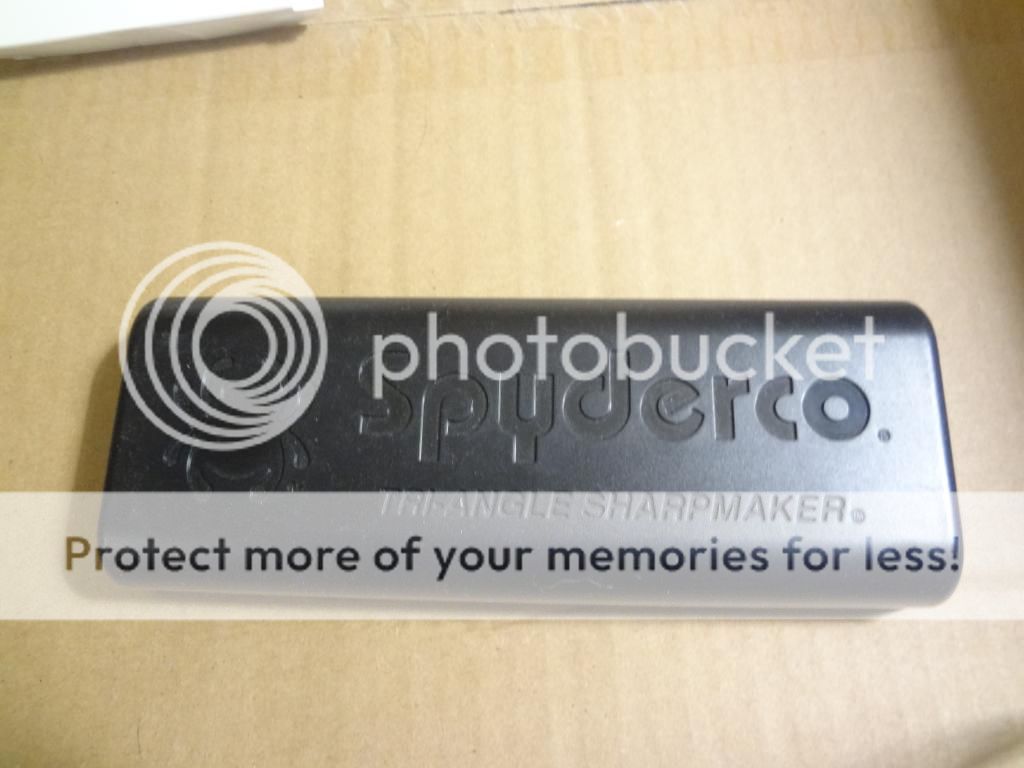 photobucket
Spyderco®
TRI-ANGLE SHARPMAKER®
Protect more of your memories for less!